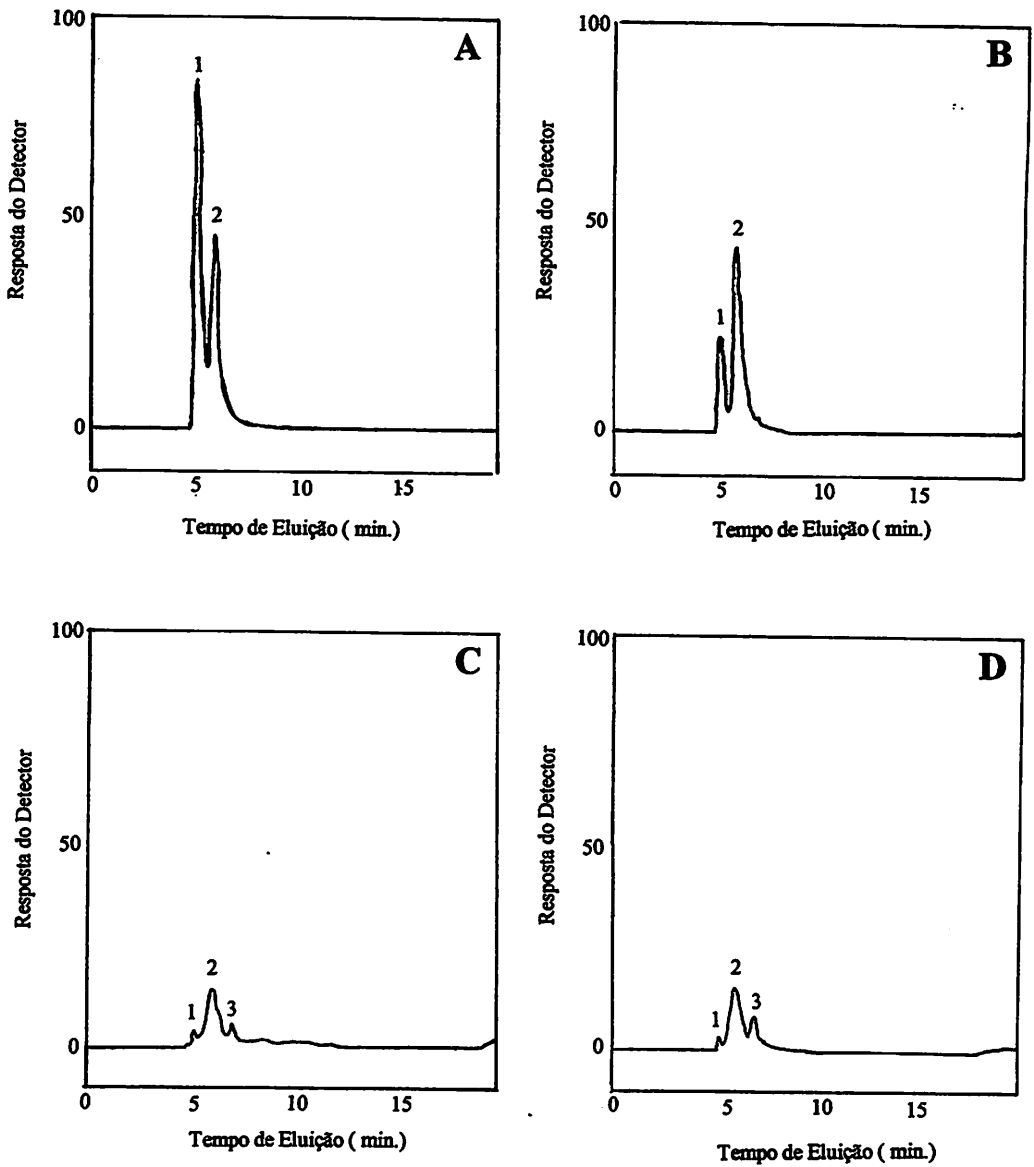 100
A
1
Resposta do Detector
50
2
0
0 5 10 15
Tempo de Eluição ( min.)
100
B
Resposta do Detector
50
2
1
0
0 5 10 15
Tempo de Eluição ( min.)
100
C
Resposta do Detector
50
2
1 3
0
0 5 10 15
Tempo de Eluição ( min.)
100
D
Resposta do Detector
50
2
1 3
0
0 5 10 15
Tempo de Eluição ( min.)